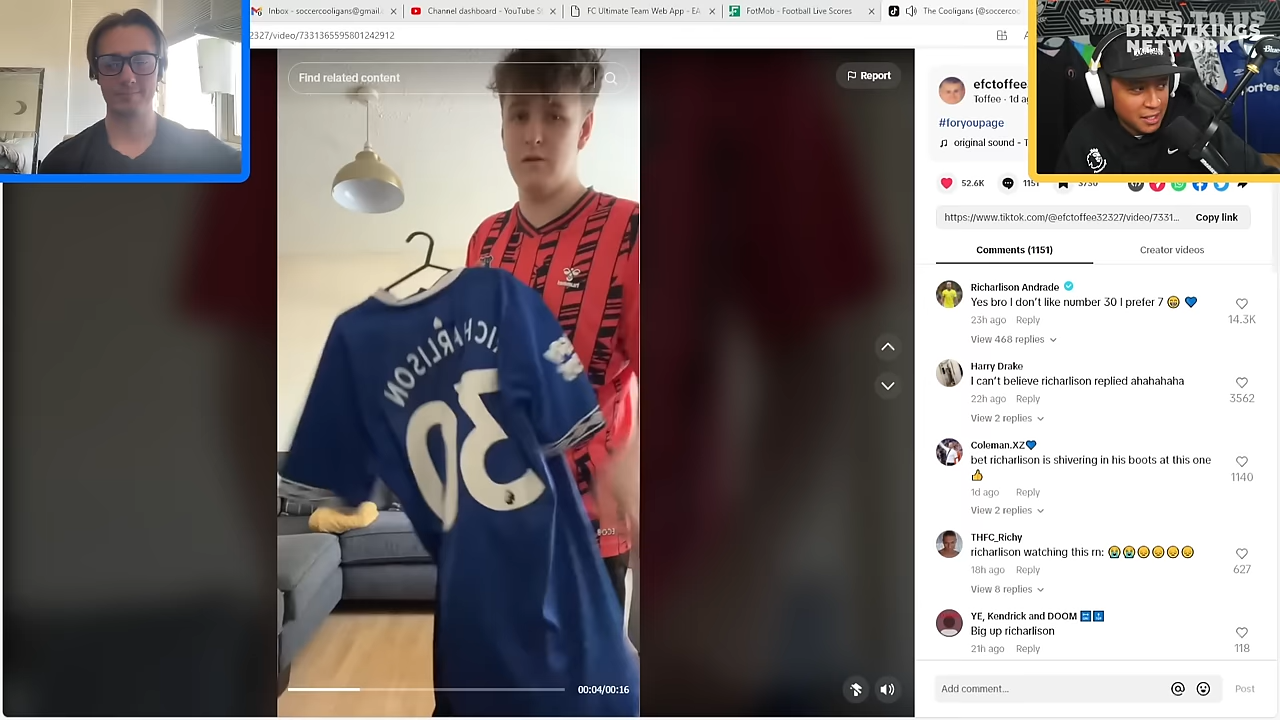 Inbox - soccercooligans@gmail.
Channel dashboard - YouTube S
FC Ultimate Team Web App - EA
FotMob - Football Live Scores
The Cooligans (@soccerco
2327/video/7331365595801242912
SHOUTS TO US
DRAFTKINGS
NETWORK
Find related content
Report
efctoffee
Toffee · 1d ag
#foryoupage
original sound - T
52.6K
1151
3730
https://www.tiktok.com/@efctoffee32327/video/7331...
Copy link
Comments (1151)
Creator videos
RICHARLISON
30
Richarlison Andrade
Yes bro I don't like number 30 I prefer 7 😁 💙
14.3K
23h ago Reply
View 468 replies
Harry Drake
I can't believe richarlison replied ahahahaha
3562
22h ago Reply
View 2 replies
Coleman.XZ💙
bet richarlison is shivering in his boots at this one
👍
1140
1d ago Reply
View 2 replies
THFC_Richy
richarlison watching this rn: 😭😭😞😞😞😞😞
627
18h ago Reply
View 8 replies
YE, Kendrick and DOOM
Big up richarlison
118
21h ago Reply
00:04/00:16
Add comment...
Post